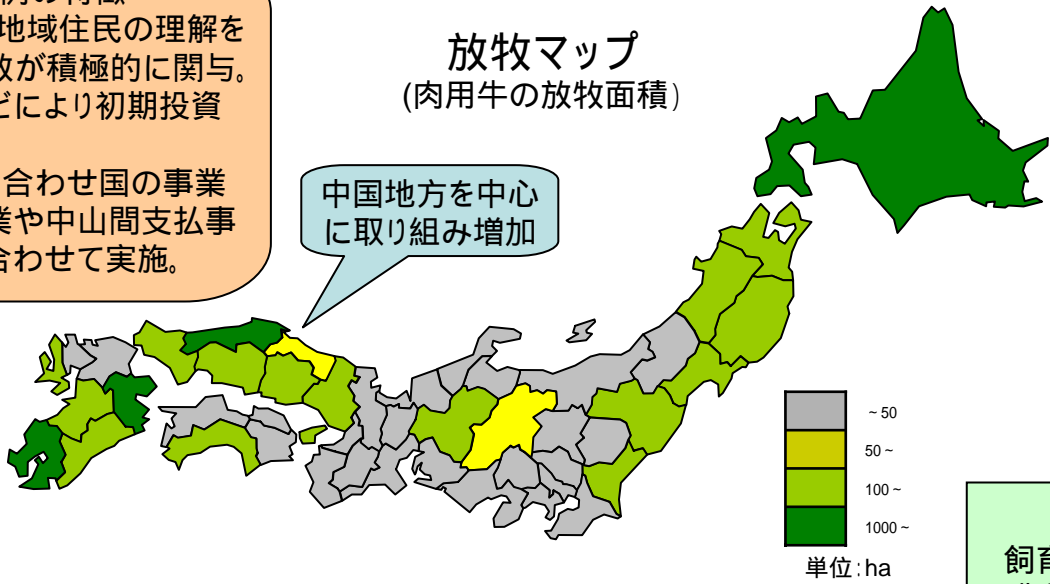 地域住民の理解を
が積極的に関与。
により初期投資
合わせ国の事業
業や中山間支払事
合わせて実施。
放牧マップ
(肉用牛の放牧面積)
中国地方を中心
に取り組み増加
~50
50~
100~
1000~
単位:ha
飼育